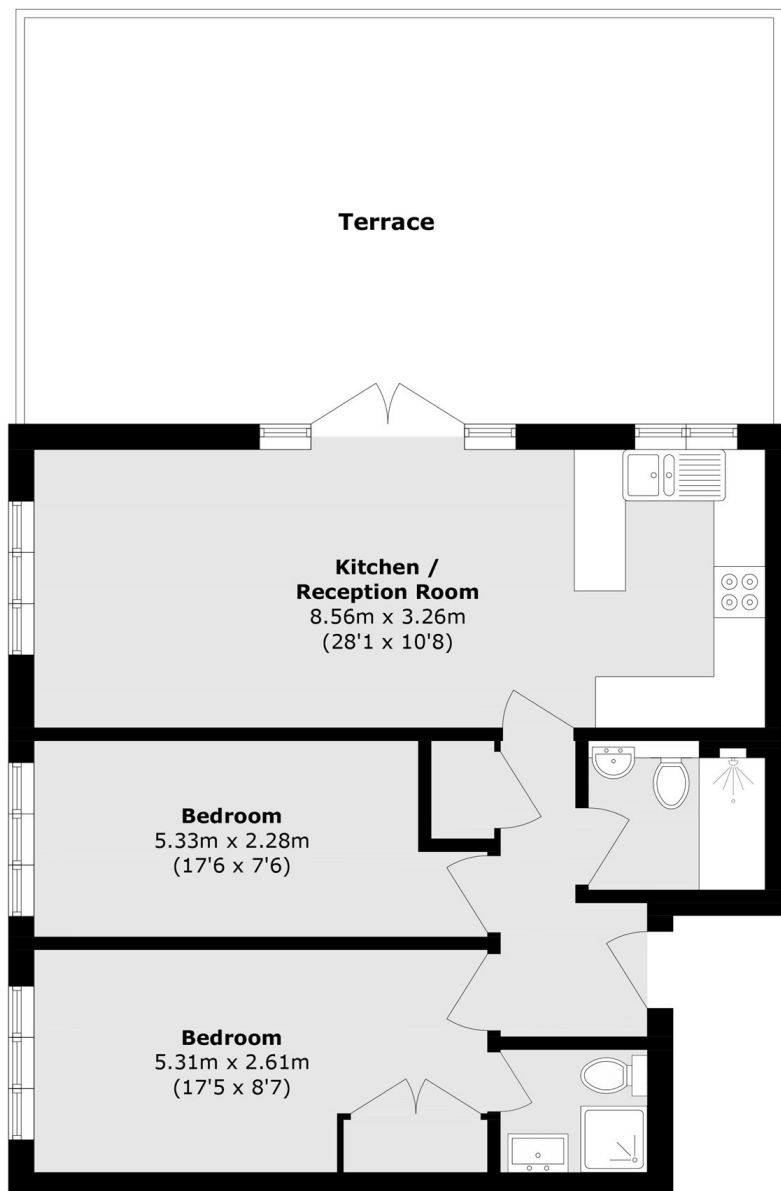 Terrace
Kitchen /
Reception Room
8.56m x 3.26m
(28'1 x 10'8)
Bedroom
5.33m x 2.28m
(17'6 x 7'6)
Bedroom
5.31m x 2.61m
(17'5 x 8'7)